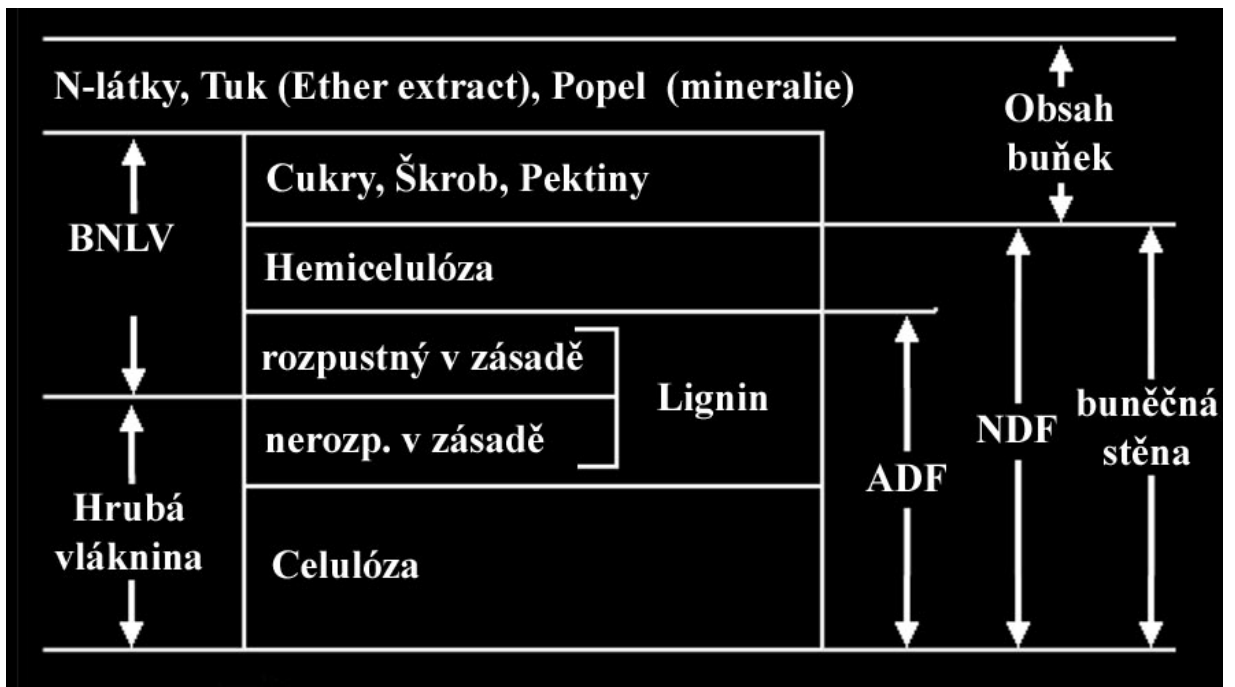 N-látky, Tuk (Ether extract), Popel (mineralie)
Obsah
buňek
Cukry, Škrob, Pektiny
BNLV
Hemicelulóza
rozpustný v zásadě
Lignin
nerozp. v zásadě
buněčná
stěna
NDF
ADF
Hrubá
vláknina
Celulóza